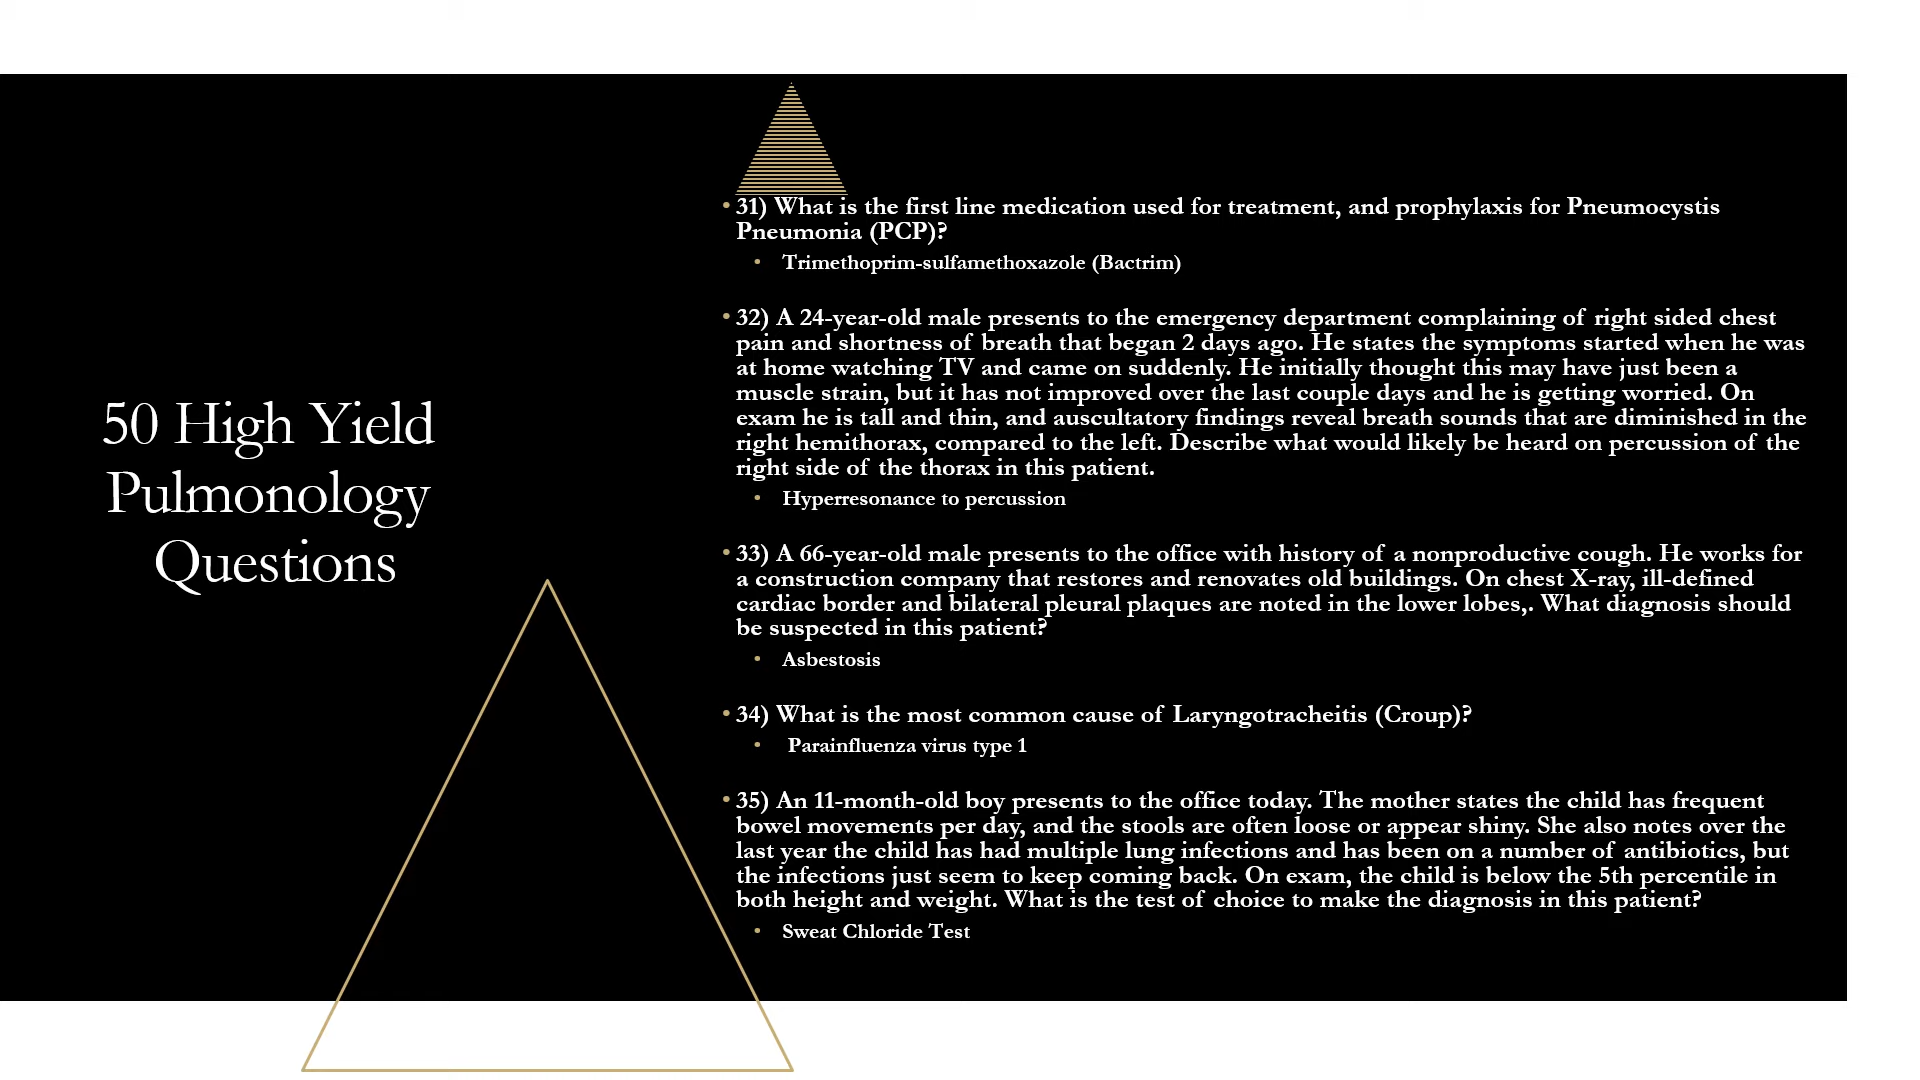 50 High Yield
Pulmonology
Questions
• 31) What is the first line medication used for treatment, and prophylaxis for Pneumocystis
Pneumonia (PCP)?
• Trimethoprim-sulfamethoxazole (Bactrim)
• 32) A 24-year-old male presents to the emergency department complaining of right sided chest
pain and shortness of breath that began 2 days ago. He states the symptoms started when he was
at home watching TV and came on suddenly. He initially thought this may have just been a
muscle strain, but it has not improved over the last couple days and he is getting worried. On
exam he is tall and thin, and auscultatory findings reveal breath sounds that are diminished in the
right hemithorax, compared to the left. Describe what would likely be heard on percussion of the
right side of the thorax in this patient.
• Hyperresonance to percussion
• 33) A 66-year-old male presents to the office with history of a nonproductive cough. He works for
a construction company that restores and renovates old buildings. On chest X-ray, ill-defined
cardiac border and bilateral pleural plaques are noted in the lower lobes,. What diagnosis should
be suspected in this patient?
• Asbestosis
• 34) What is the most common cause of Laryngotracheitis (Croup)?
• Parainfluenza virus type 1
• 35) An 11-month-old boy presents to the office today. The mother states the child has frequent
bowel movements per day, and the stools are often loose or appear shiny. She also notes over the
last year the child has had multiple lung infections and has been on a number of antibiotics, but
the infections just seem to keep coming back. On exam, the child is below the 5th percentile in
both height and weight. What is the test of choice to make the diagnosis in this patient?
• Sweat Chloride Test